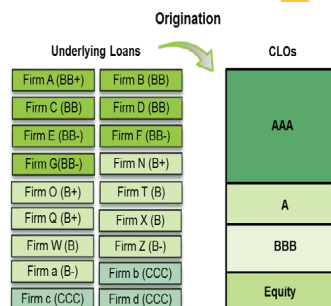 Origination
Underlying Loans
CLOs
Firm A (BB+) Firm B (BB)
Firm C (BB) Firm D (BB)
Firm E (BB-) Firm F (BB-)
Firm G(BB-) Firm N (B+)
Firm O (B+) Firm T (B)
Firm Q (B+) Firm X (B)
Firm W (B) Firm Z (B-)
Firm a (B-) Firm b (CCC)
Firm c (CCC) Firm d (CCC)
AAA
A
BBB
Equity